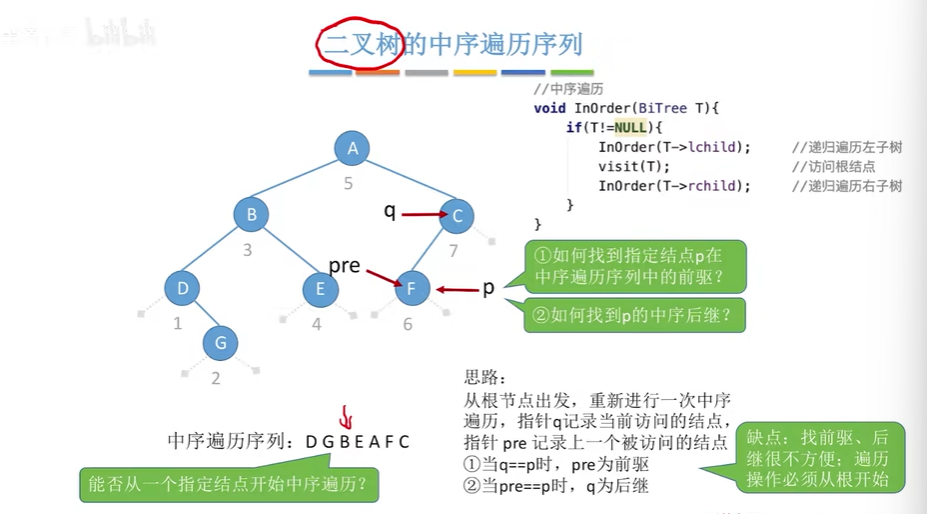 bilibili
二叉树的中序遍历序列
//中序遍历
void InOrder(BiTree T){
if(T!=NULL){
InOrder(T->lchild); //递归遍历左子树
visit(T); //访问根结点
InOrder(T->rchild); //递归遍历右子树
}
}
A
5
B
3
q
C
7
pre
D
1
E
4
F
6
p
G
2
①如何找到指定结点p在
中序遍历序列中的前驱？
②如何找到p的中序后继？
思路：
从根节点出发，重新进行一次中序
遍历，指针q记录当前访问的结点，
指针 pre 记录上一个被访问的结点
①当q==p时，pre为前驱
②当pre==p时，q为后继
缺点：找前驱、后
继很不方便；遍历
操作必须从根开始
中序遍历序列：D G B E A F C
能否从一个指定结点开始中序遍历？